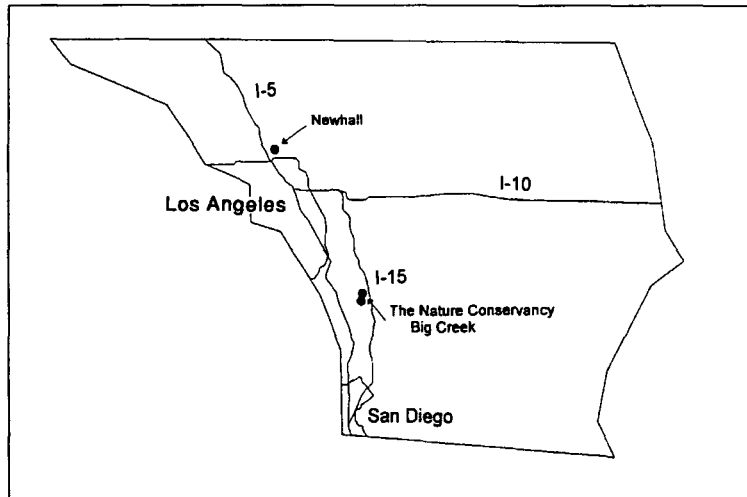 I-5
Newhall
I-10
Los Angeles
I-15
The Nature Conservancy
Big Creek
San Diego